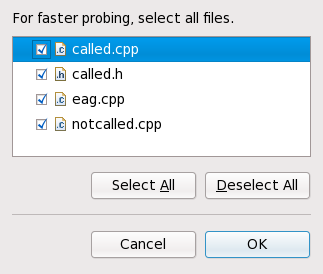 For faster probing, select all files.
called.cpp
called.h
eag.cpp
notcalled.cpp
Select All
Deselect All
Cancel
OK